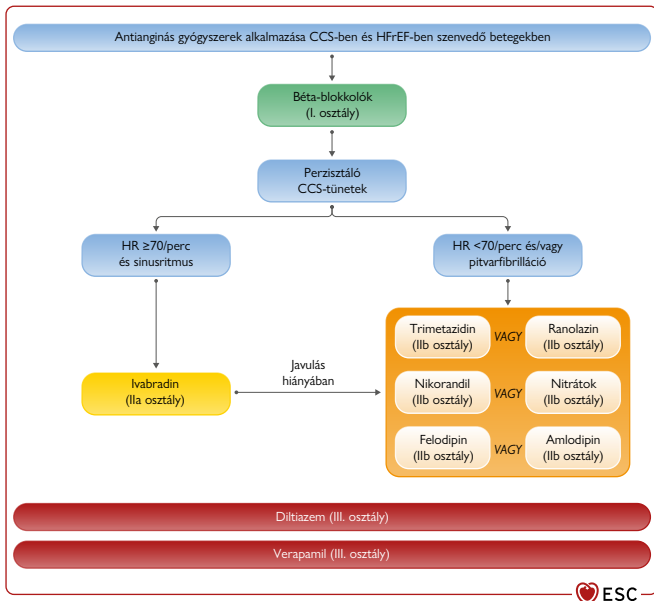 Antianginás gyógyszerek alkalmazása CCS-ben és HFrEF-ben szenvedő betegekben
Béta-blokkolók
(I. osztály)
Perzisztáló
CCS-tünetek
HR ≥70/perc
és sinusritmus
HR <70/perc és/vagy
pitvarfibrilláció
Trimetazidin
(IIb osztály)
VAGY
Ranolazin
(IIb osztály)
Ivabradin
(IIa osztály)
Javulás
hiányában
Nikorandil
(IIb osztály)
VAGY
Nitrátok
(IIb osztály)
Felodipin
(IIb osztály)
VAGY
Amlodipin
(IIb osztály)
Diltiazem (III. osztály)
Verapamil (III. osztály)
ESC